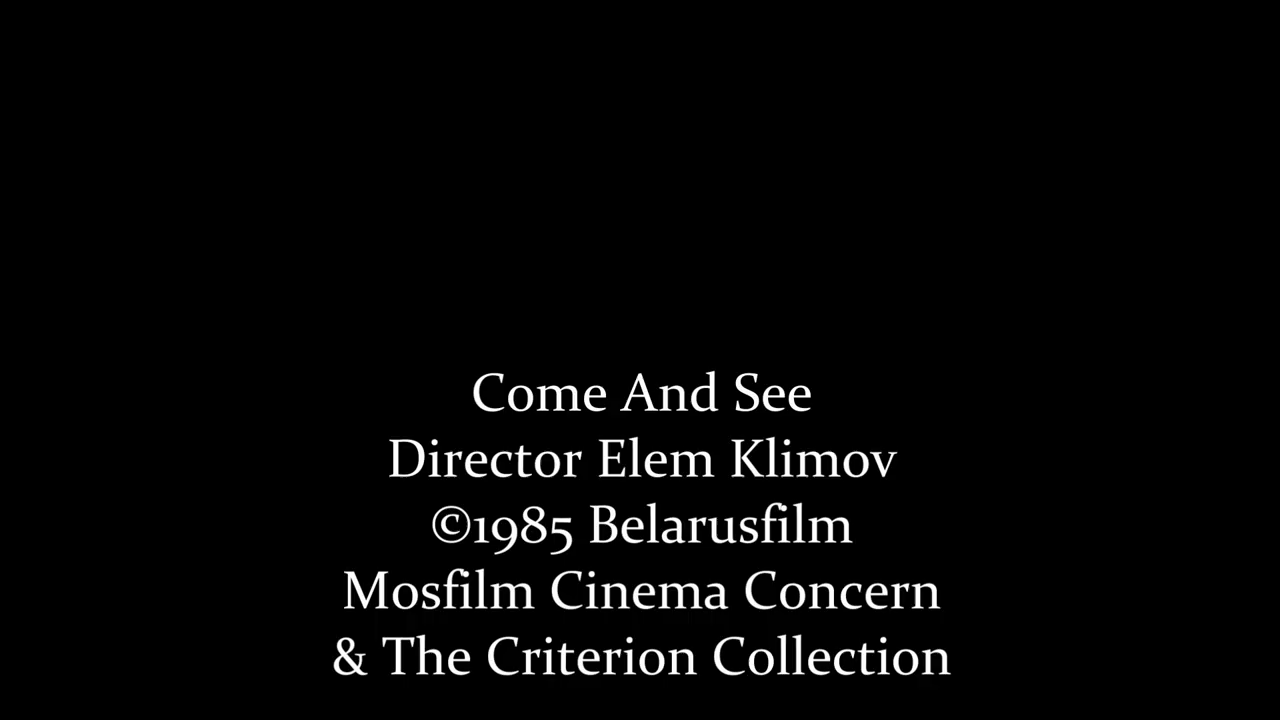 Come And See
Director Elem Klimov
©1985 Belarusfilm
Mosfilm Cinema Concern
& The Criterion Collection